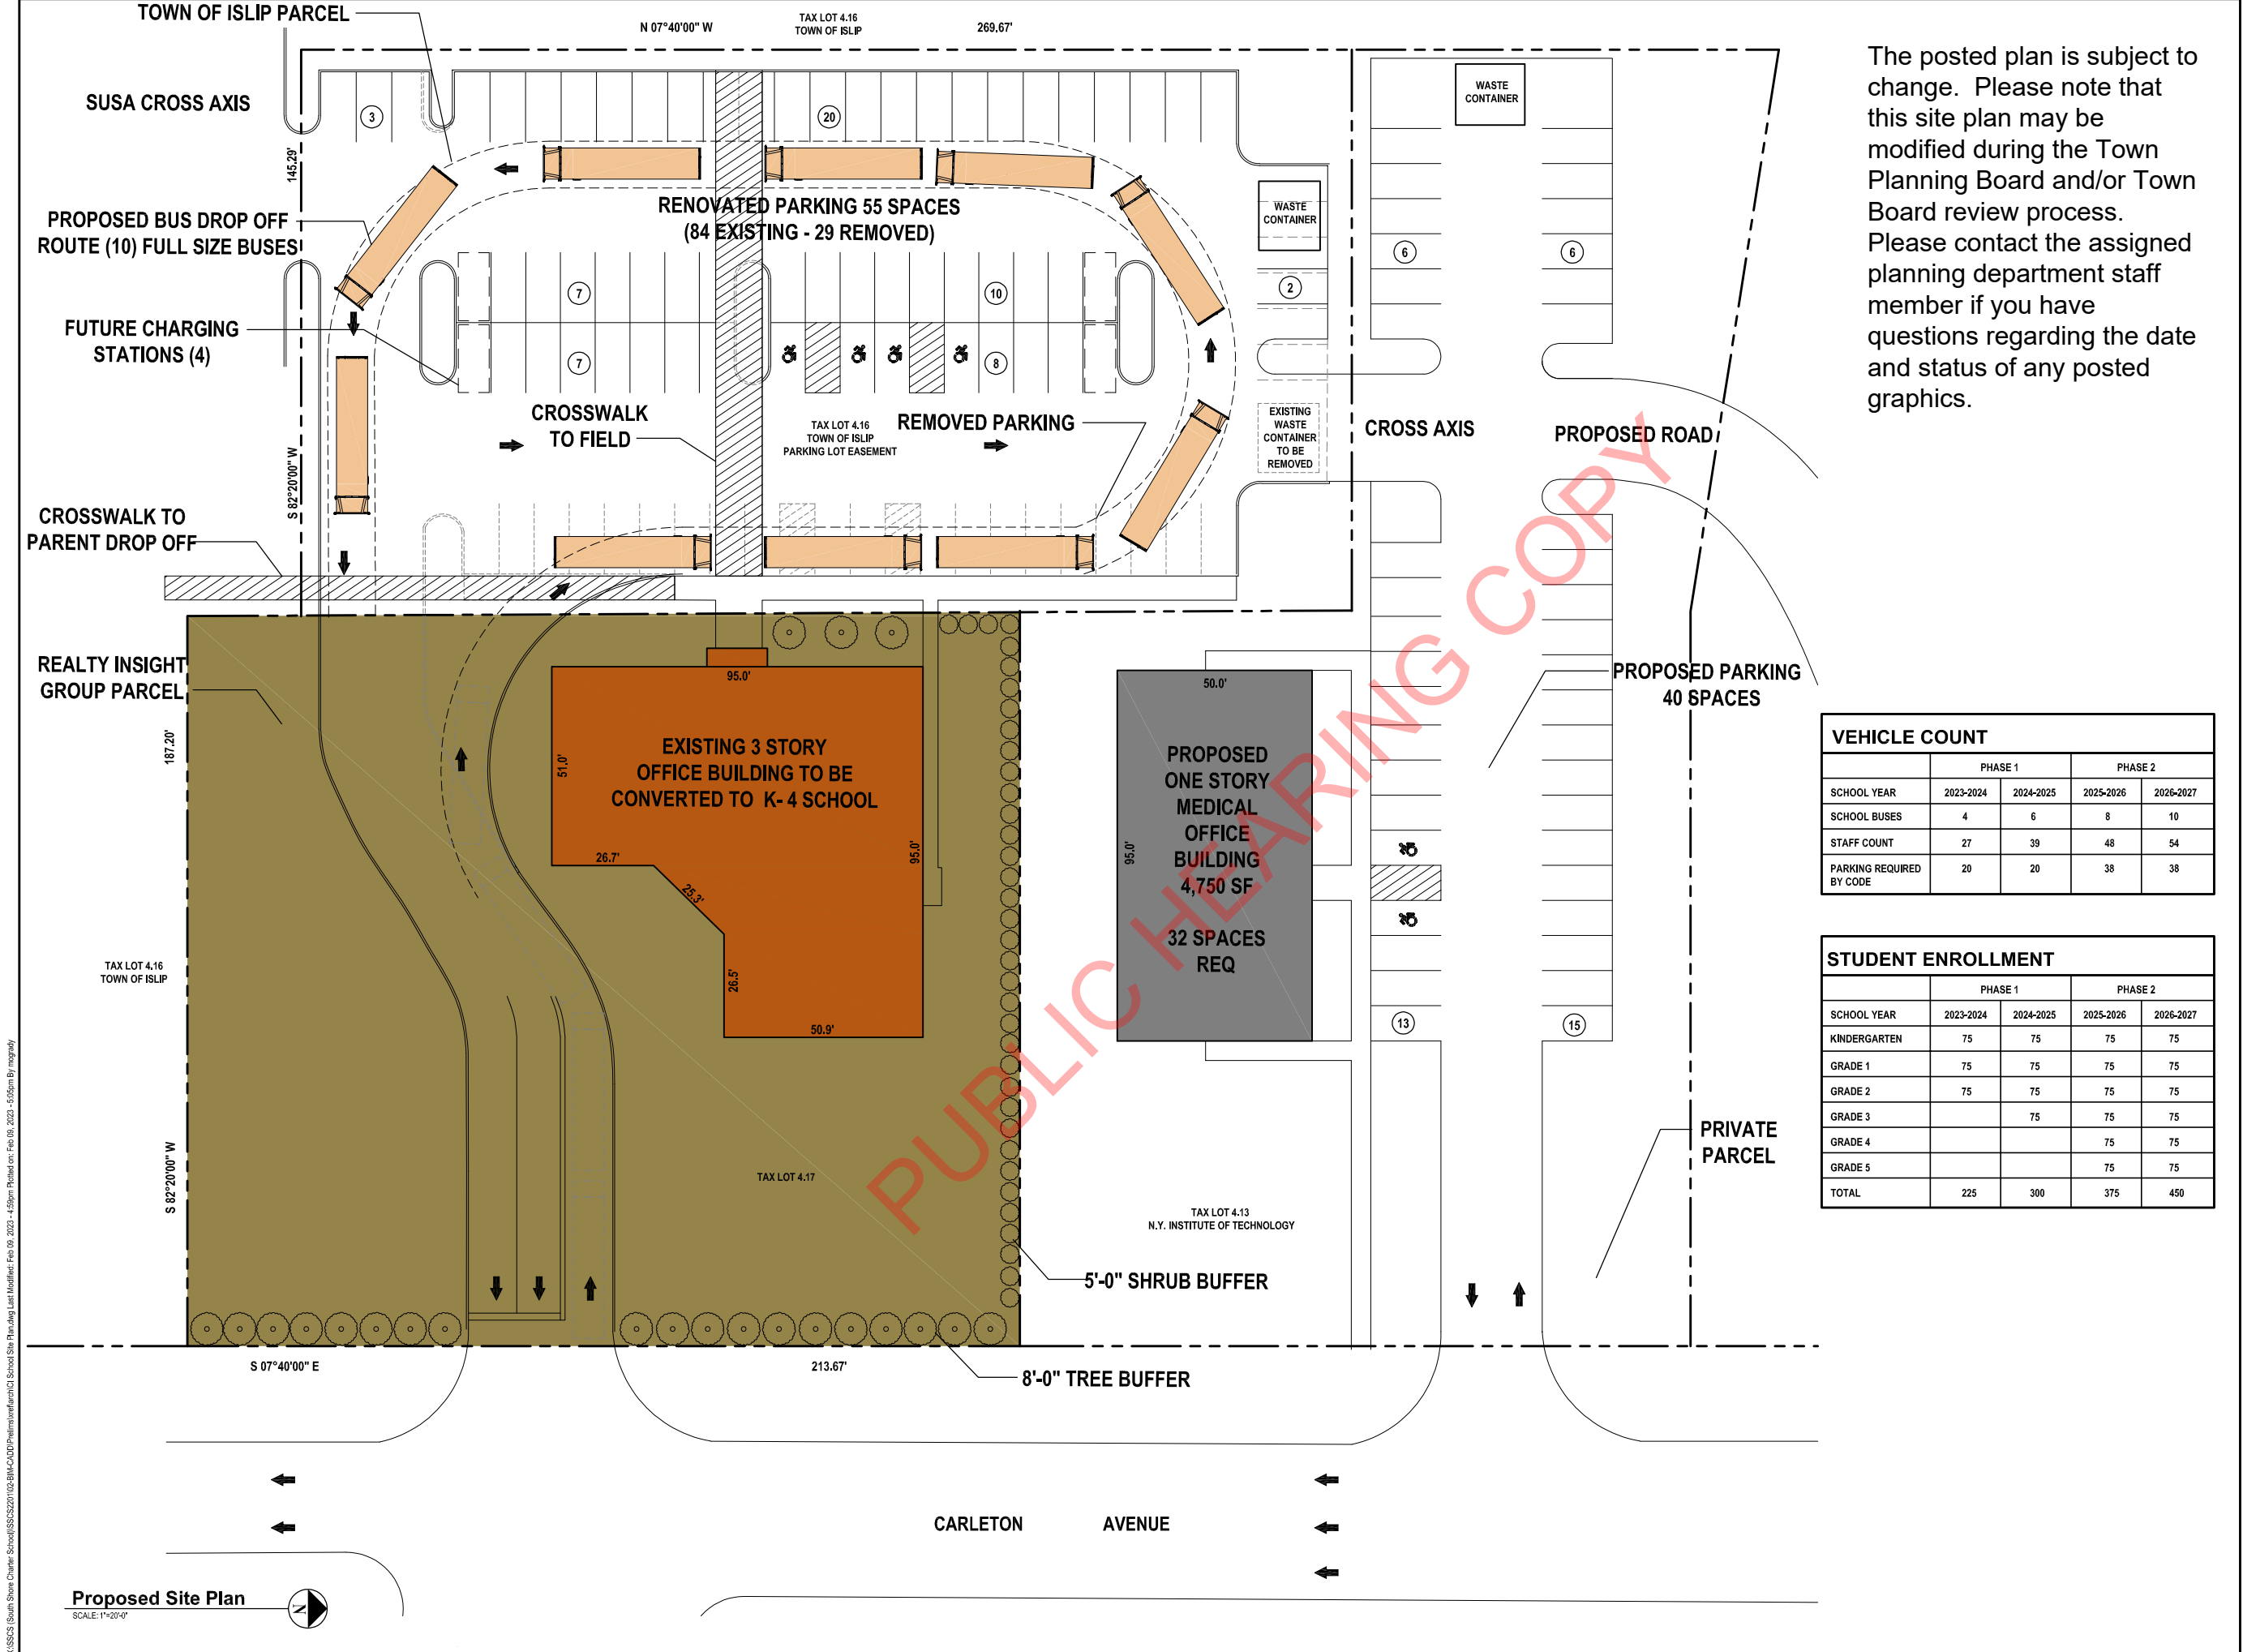 TOWN OF ISLIP PARCEL
N 07°40'00" W
TAX LOT 4.16
TOWN OF ISLIP
269.67'
SUSA CROSS AXIS
3
20
WASTE
CONTAINER
145.29'
PROPOSED BUS DROP OFF
ROUTE (10) FULL SIZE BUSES
RENOVATED PARKING 55 SPACES
(84 EXISTING - 29 REMOVED)
WASTE
CONTAINER
6
6
7
10
2
FUTURE CHARGING
STATIONS (4)
7
8
CROSSWALK
TO FIELD
TAX LOT 4.16
TOWN OF ISLIP
PARKING LOT EASEMENT
REMOVED PARKING
EXISTING
WASTE
CONTAINER
TO BE
REMOVED
CROSS AXIS
PROPOSED ROAD
S 82°20'00" W
CROSSWALK TO
PARENT DROP OFF
REALTY INSIGHT
GROUP PARCEL
187.20'
95.0'
51.0'
EXISTING 3 STORY
OFFICE BUILDING TO BE
CONVERTED TO K- 4 SCHOOL
26.7'
25.3'
95.0'
26.5'
50.9'
50.0'
95.0'
PROPOSED
ONE STORY
MEDICAL
OFFICE
BUILDING
4,750 SF
32 SPACES
REQ
PROPOSED PARKING
40 SPACES
13
15
TAX LOT 4.16
TOWN OF ISLIP
S 82°20'00" W
TAX LOT 4.17
TAX LOT 4.13
N.Y. INSTITUTE OF TECHNOLOGY
PRIVATE
PARCEL
5'-0" SHRUB BUFFER
8'-0" TREE BUFFER
S 07°40'00" E
213.67'
CARLETON AVENUE
PUBLIC HEARING COPY
Proposed Site Plan
SCALE: 1"=20'-0"
N
The posted plan is subject to
change. Please note that
this site plan may be
modified during the Town
Planning Board and/or Town
Board review process.
Please contact the assigned
planning department staff
member if you have
questions regarding the date
and status of any posted
graphics.
VEHICLE COUNT
PHASE 1 PHASE 2
SCHOOL YEAR 2023-2024 2024-2025 2025-2026 2026-2027
SCHOOL BUSES 4 6 8 10
STAFF COUNT 27 39 48 54
PARKING REQUIRED
BY CODE 20 20 38 38
STUDENT ENROLLMENT
PHASE 1 PHASE 2
SCHOOL YEAR 2023-2024 2024-2025 2025-2026 2026-2027
KINDERGARTEN 75 75 75 75
GRADE 1 75 75 75 75
GRADE 2 75 75 75 75
GRADE 3 75 75 75
GRADE 4 75 75
GRADE 5 75 75
TOTAL 225 300 375 450